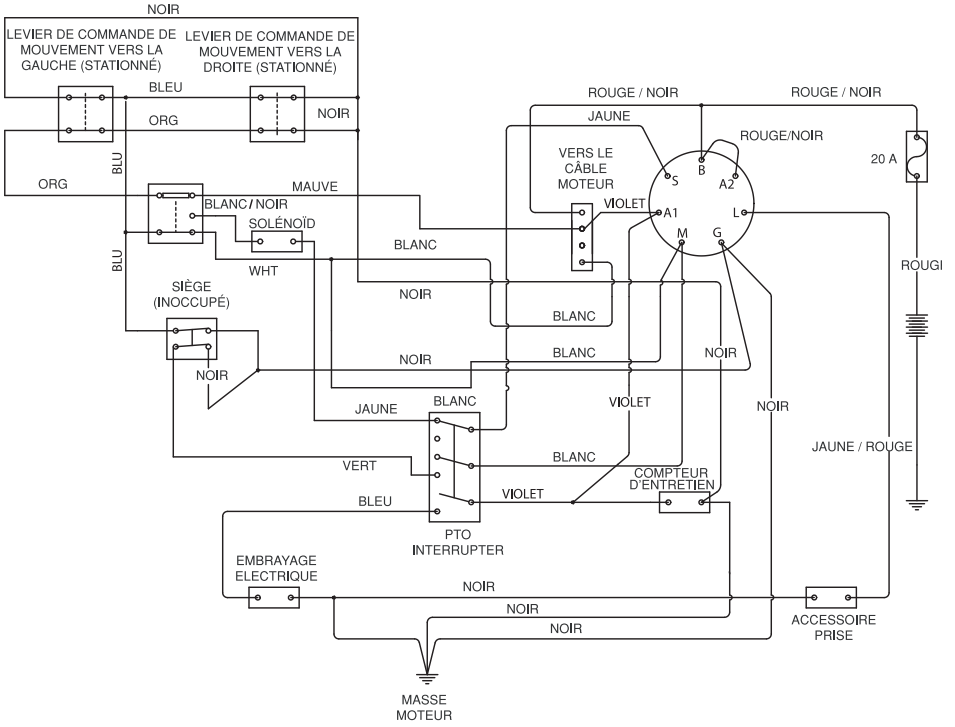 NOIR
LEVIER DE COMMANDE DE
MOUVEMENT VERS LA
GAUCHE (STATIONNÉ)
LEVIER DE COMMANDE DE
MOUVEMENT VERS LA
DROITE (STATIONNÉ)
BLEU
NOIR
ORG
BLU
ORG
MAUVE
BLANC / NOIR
SOLÉNOÏD
BLANC
WHT
BLU
NOIR
SIÈGE
(INOCCUPÉ)
NOIR
NOIR
ROUGE / NOIR
ROUGE / NOIR
JAUNE
ROUGE/NOIR
VERS LE
CÂBLE
MOTEUR
20 A
B
S
A2
VIOLET
A1
L
M
G
ROUGI
BLANC
BLANC
NOIR
NOIR
VIOLET
JAUNE
BLANC
JAUNE / ROUGE
VERT
BLANC
COMPTEUR
D'ENTRETIEN
BLEU
VIOLET
PTO
INTERRUPTER
EMBRAYAGE
ELECTRIQUE
NOIR
NOIR
NOIR
ACCESSOIRE
PRISE
MASSE
MOTEUR